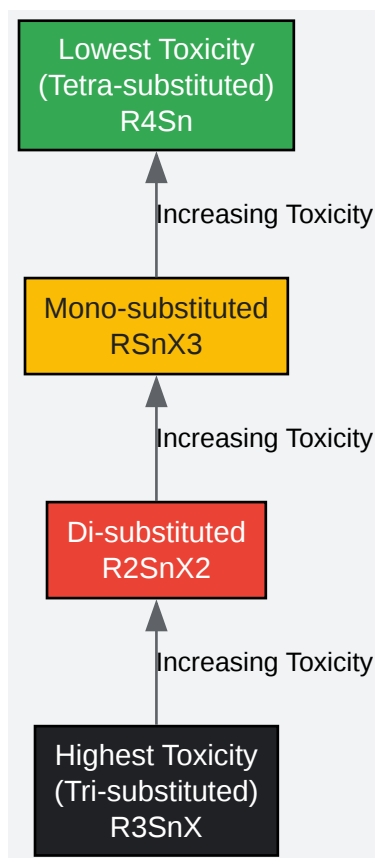 Lowest Toxicity
(Tetra-substituted)
R4Sn
Increasing Toxicity
Mono-substituted
RSnX3
Increasing Toxicity
Di-substituted
R2SnX2
Increasing Toxicity
Highest Toxicity
(Tri-substituted)
R3SnX